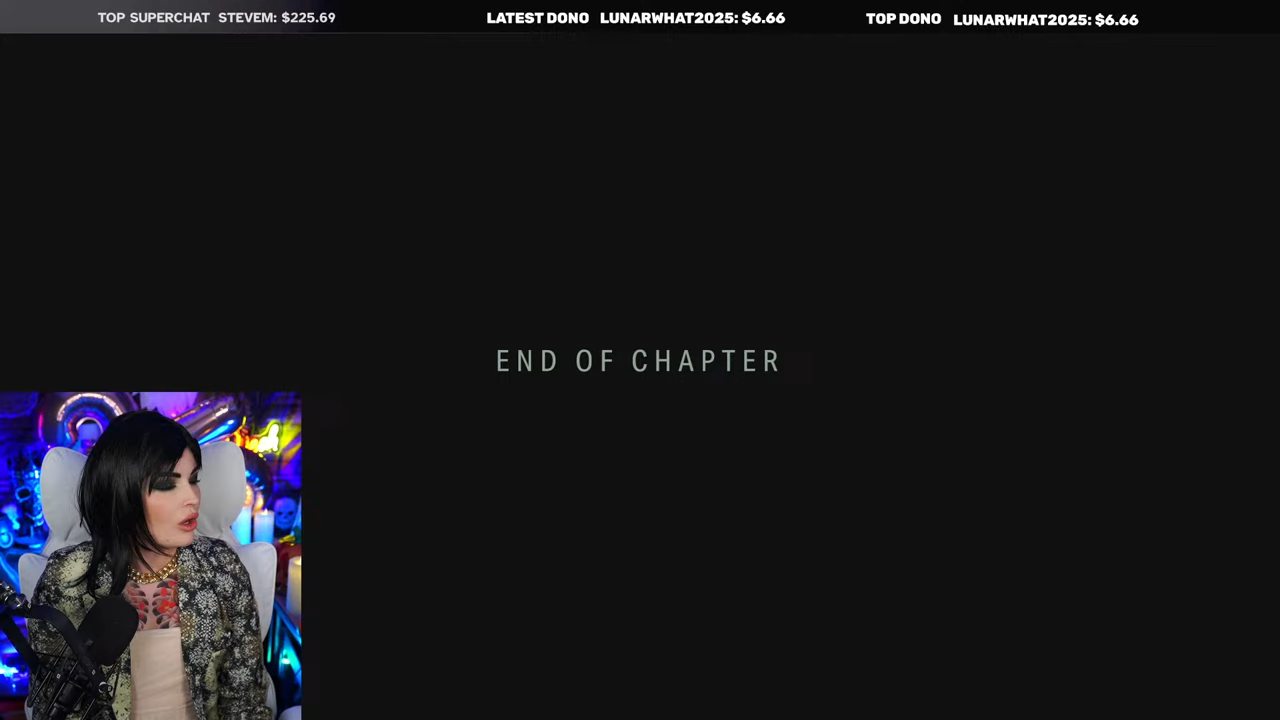 TOP SUPERCHAT STEVEM: $225.69
LATEST DONO LUNARWHAT2025: $6.66
TOP DONO LUNARWHAT2025: $6.66
END OF CHAPTER